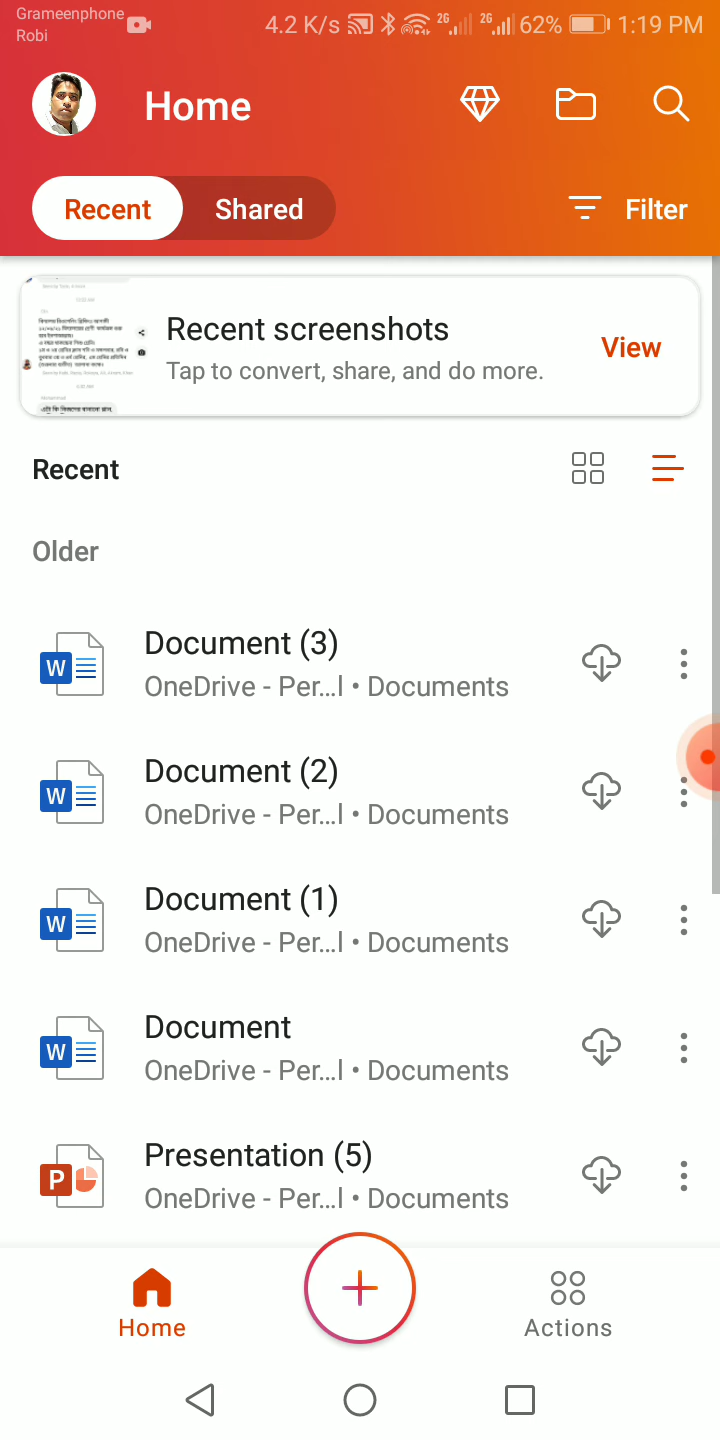 Grameenphone
Robi
4.2 K/s 2G 2G 62% 1:19 PM
Home
Recent Shared Filter
Recent screenshots
Tap to convert, share, and do more.
View
Recent
Older
W Document (3)
OneDrive - Per...l • Documents
W Document (2)
OneDrive - Per...l • Documents
W Document (1)
OneDrive - Per...l • Documents
W Document
OneDrive - Per...l • Documents
P Presentation (5)
OneDrive - Per...l • Documents
Home Actions